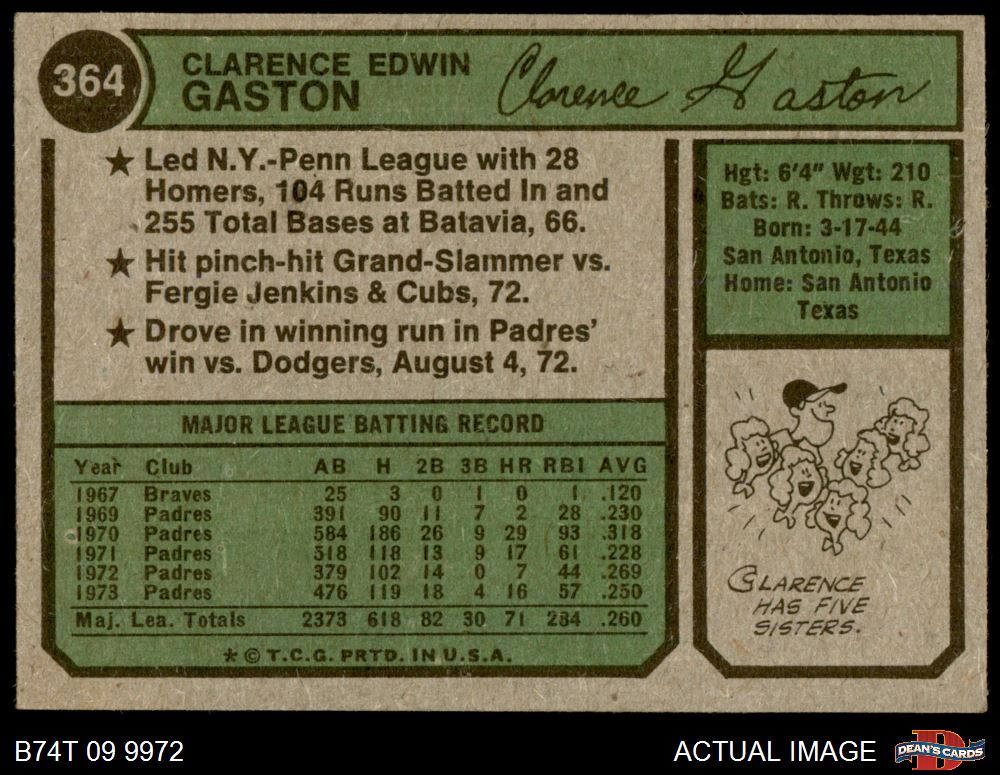 364
CLARENCE EDWIN
GASTON
Clarence Gaston
★ Led N.Y.-Penn League with 28
Homers, 104 Runs Batted In and
255 Total Bases at Batavia, 66.
★ Hit pinch-hit Grand-Slammer vs.
Fergie Jenkins & Cubs, 72.
★ Drove in winning run in Padres'
win vs. Dodgers, August 4, 72.
Hgt: 6'4" Wgt: 210
Bats: R. Throws: R.
Born: 3-17-44
San Antonio, Texas
Home: San Antonio
Texas
MAJOR LEAGUE BATTING RECORD
Year Club AB H 2B 3B HR RBI AVG
1967 Braves 25 3 0 1 0 1 .120
1969 Padres 391 90 11 7 2 28 .230
1970 Padres 584 186 26 9 29 93 .318
1971 Padres 518 118 13 9 17 61 .228
1972 Padres 379 102 14 0 7 44 .269
1973 Padres 476 119 18 4 16 57 .250
Maj. Lea. Totals 2373 618 82 30 71 284 .260
* © T.C.G. PRTD. IN U.S.A.
CLARENCE
HAS FIVE
SISTERS.
B74T 09 9972
ACTUAL IMAGE
DEAN'S CARDS